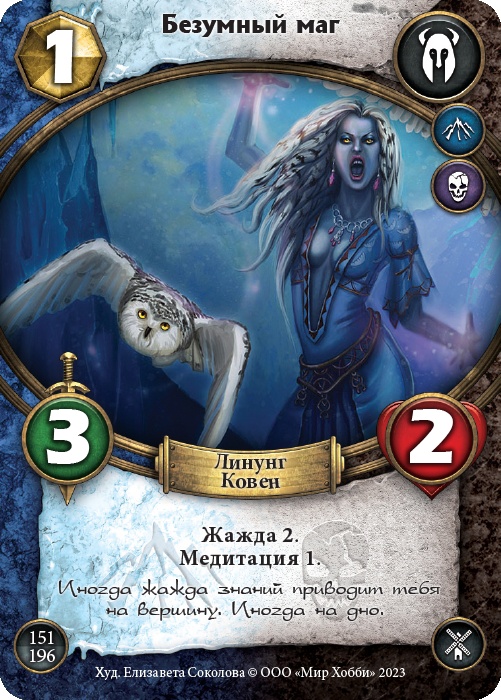 Безумный маг
1
3
2
Линунг
Ковен
Жажда 2.
Медитация 1.
Иногда жажда знаний приводит тебя
на вершину. Иногда на дно.
151
196
Худ. Елизавета Соколова © ООО «Мир Хобби» 2023